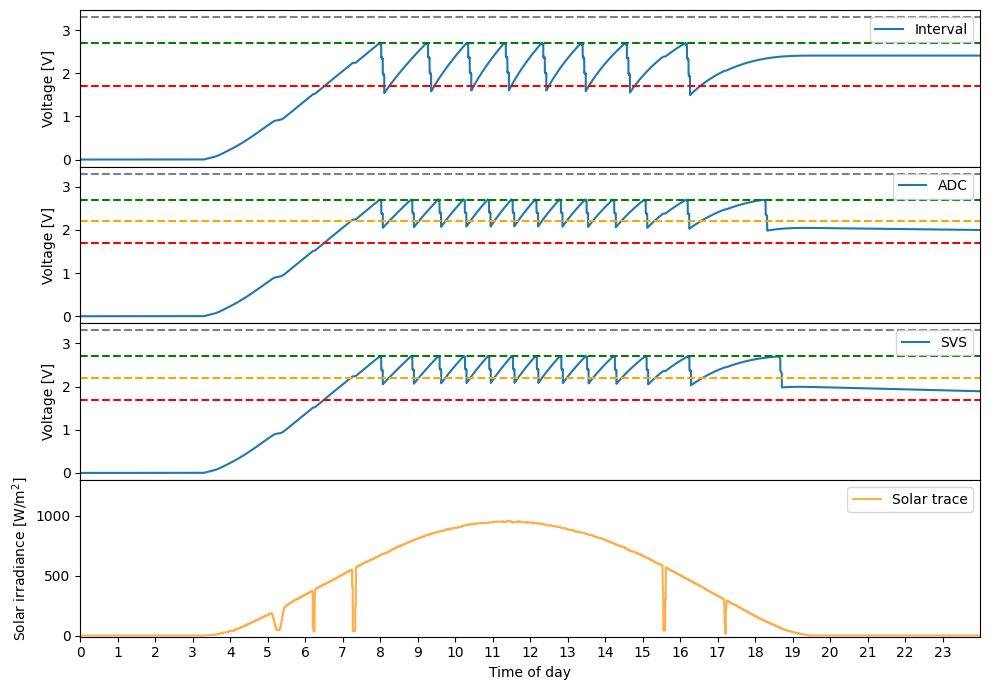 Voltage [V]
3
2
1
0
Interval
Voltage [V]
3
2
1
0
ADC
Voltage [V]
3
2
1
0
SVS
Solar irradiance [W/m²]
1000
500
0
Solar trace
0 1 2 3 4 5 6 7 8 9 10 11 12 13 14 15 16 17 18 19 20 21 22 23
Time of day